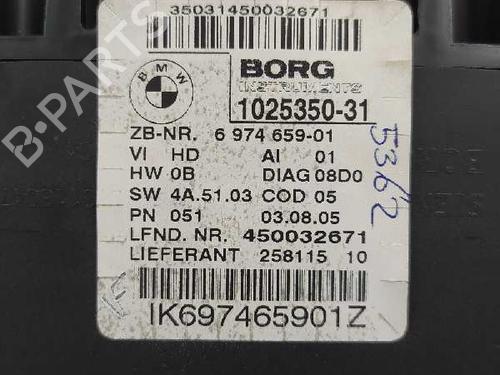 35031450032671
BMW
BORG
INSTRUMENTS
1025350-31
ZB-NR. 6 974 659-01
VI HD AI 01
HW 0B DIAG 08D0
SW 4A.51.03 COD 05
PN 051 03.08.05
LFND. NR. 450032671
LIEFERANT 258115 10
IK697465901Z
5362
B-PARTS